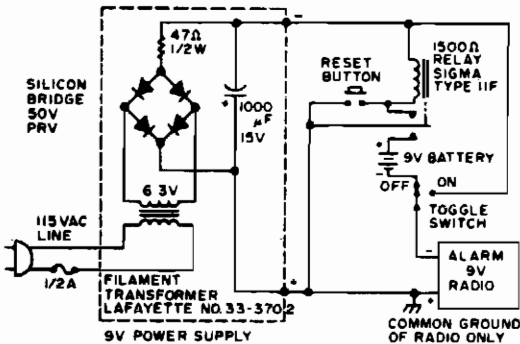 47Ω
1/2W
SILICON
BRIDGE
50V
PRV
+
1000
μF
15V
6.3V
115VAC
LINE
1/2A
FILAMENT
TRANSFORMER
LAFAYETTE NO. 33-3702
9V POWER SUPPLY
−
+
RESET
BUTTON
1500Ω
RELAY
SIGMA
TYPE 11F
+
9V BATTERY
−
OFF
ON
TOGGLE
SWITCH
−
ALARM
9V
RADIO
+
COMMON GROUND
OF RADIO ONLY